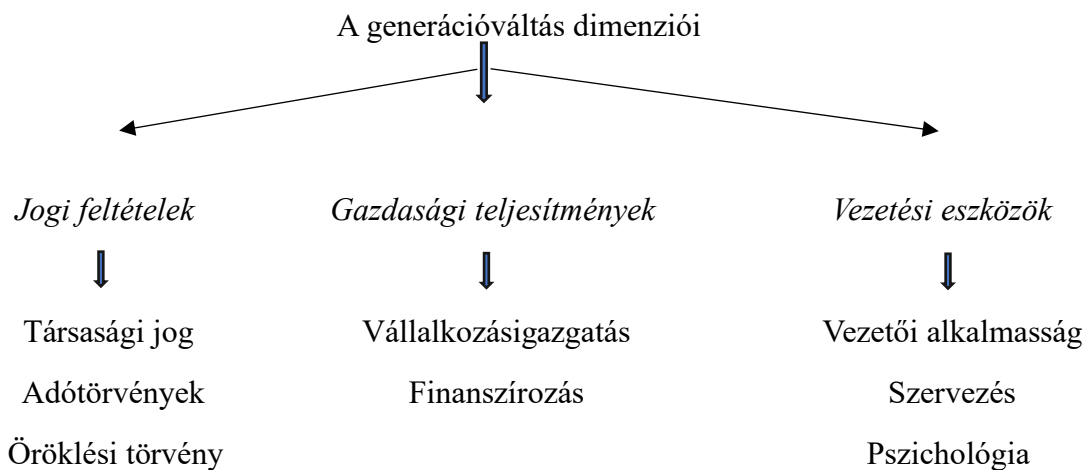 A generációváltás dimenziói
Jogi feltételek
Gazdasági teljesítmények
Vezetési eszközök
Társasági jog
Vállalkozásigazgatás
Vezetői alkalmasság
Adótörvények
Finanszírozás
Szervezés
Öröklési törvény
Pszichológia